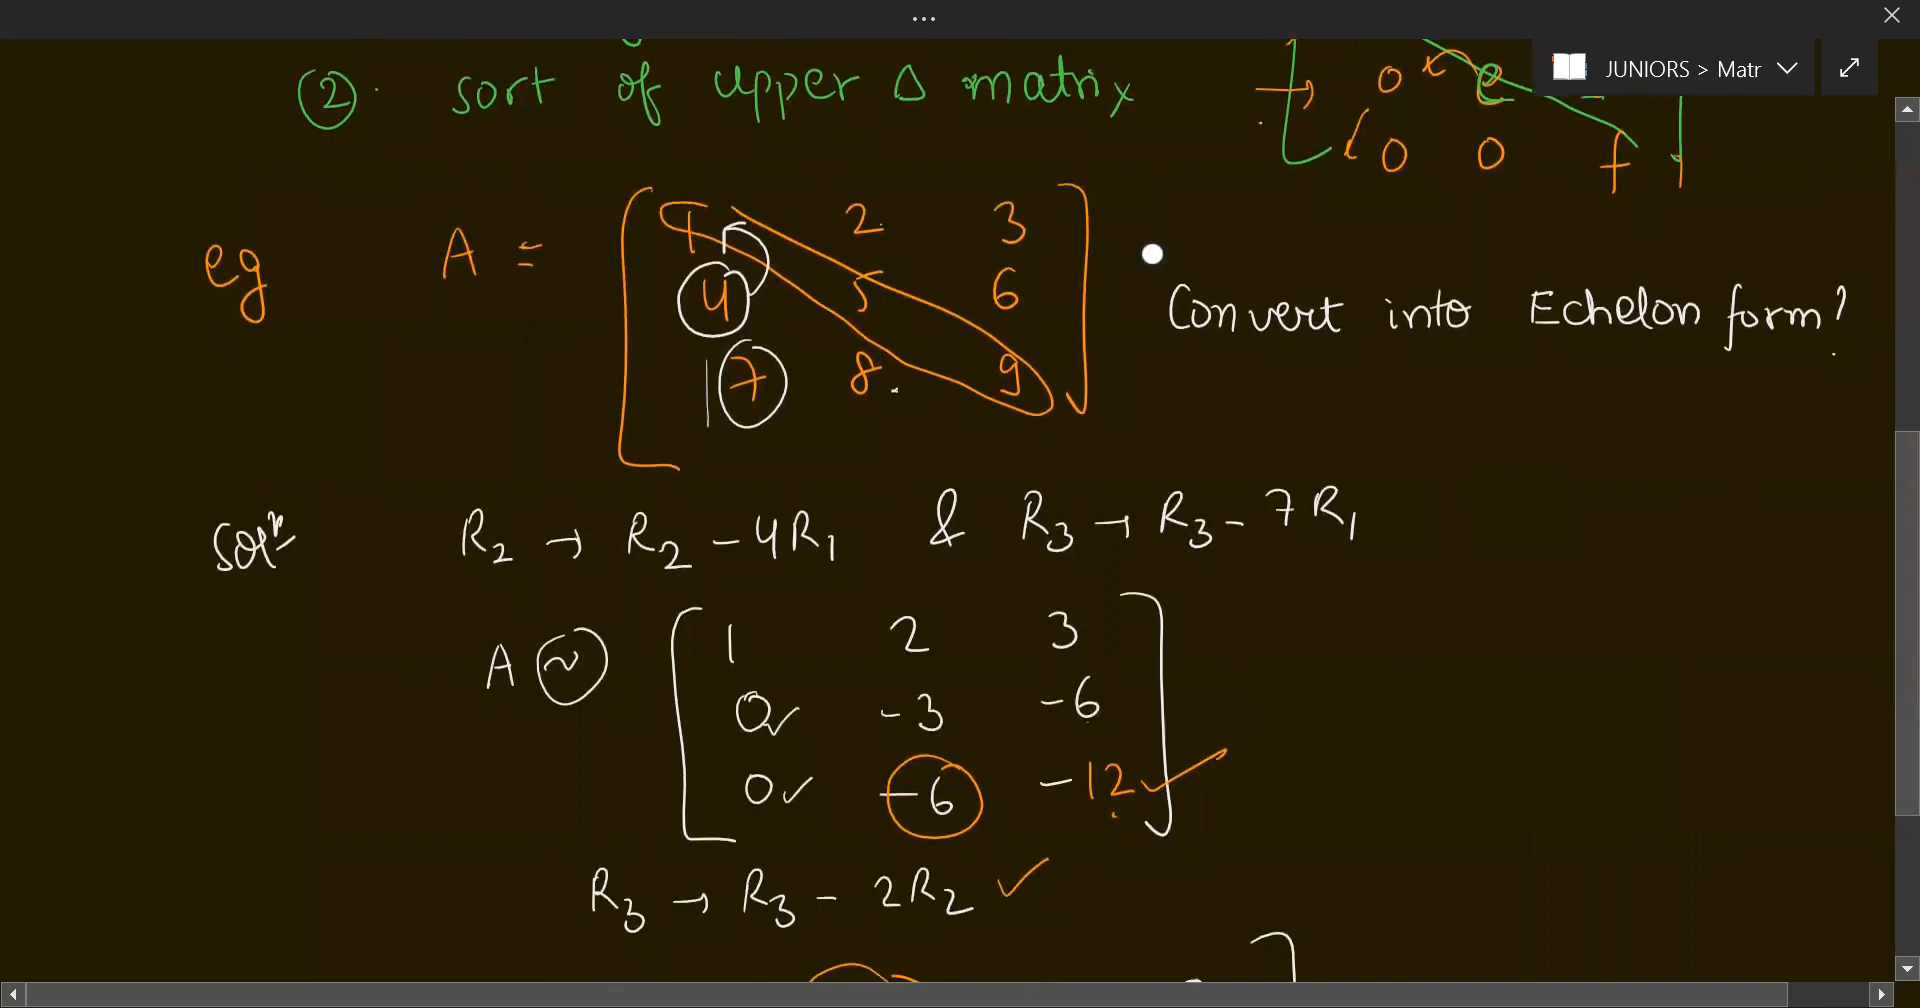 ...
JUNIORS > Matr
② . sort of upper Δ matrix
→ 0 e
0 0 f
eg A = [ 1 2 3
4 5 6
7 8 9 ]
Convert into Echelon form?
Solⁿ R₂ → R₂ - 4R₁ & R₃ → R₃ - 7R₁
A ~ [ 1 2 3
0 -3 -6
0 -6 -12 ]
R₃ → R₃ - 2R₂